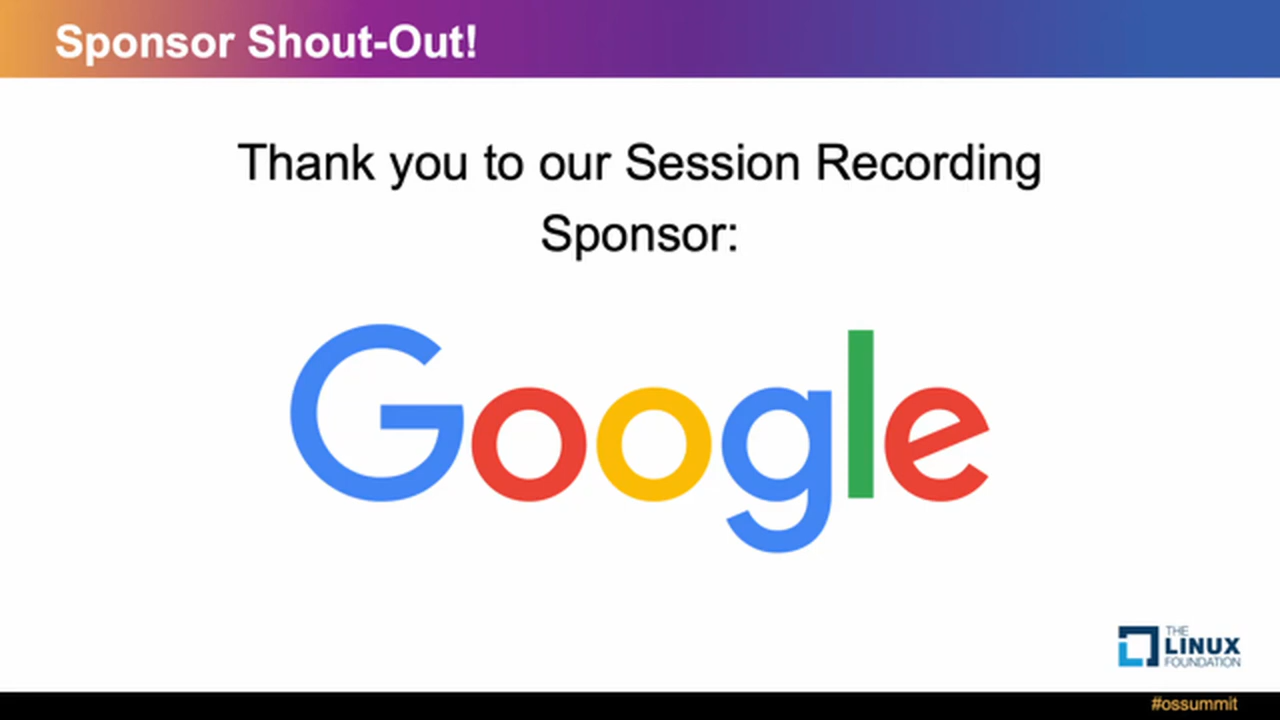 Sponsor Shout-Out!
Thank you to our Session Recording
Sponsor:
Google
THE
LINUX
FOUNDATION
#ossummit